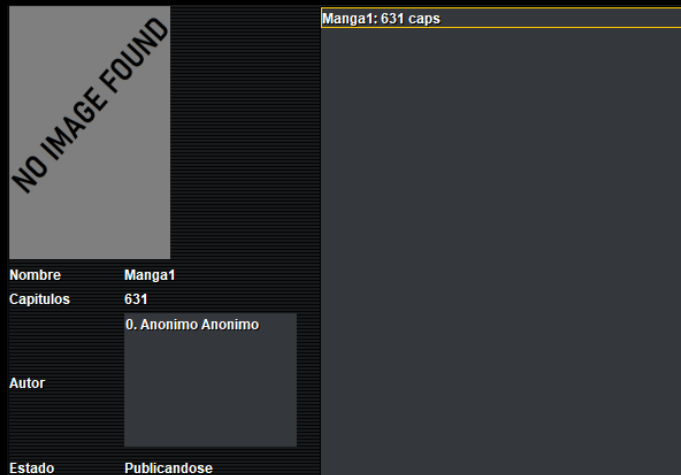 NO IMAGE FOUND
Manga1: 631 caps
Nombre Manga1
Capitulos 631
0. Anonimo Anonimo
Autor
Estado Publicandose